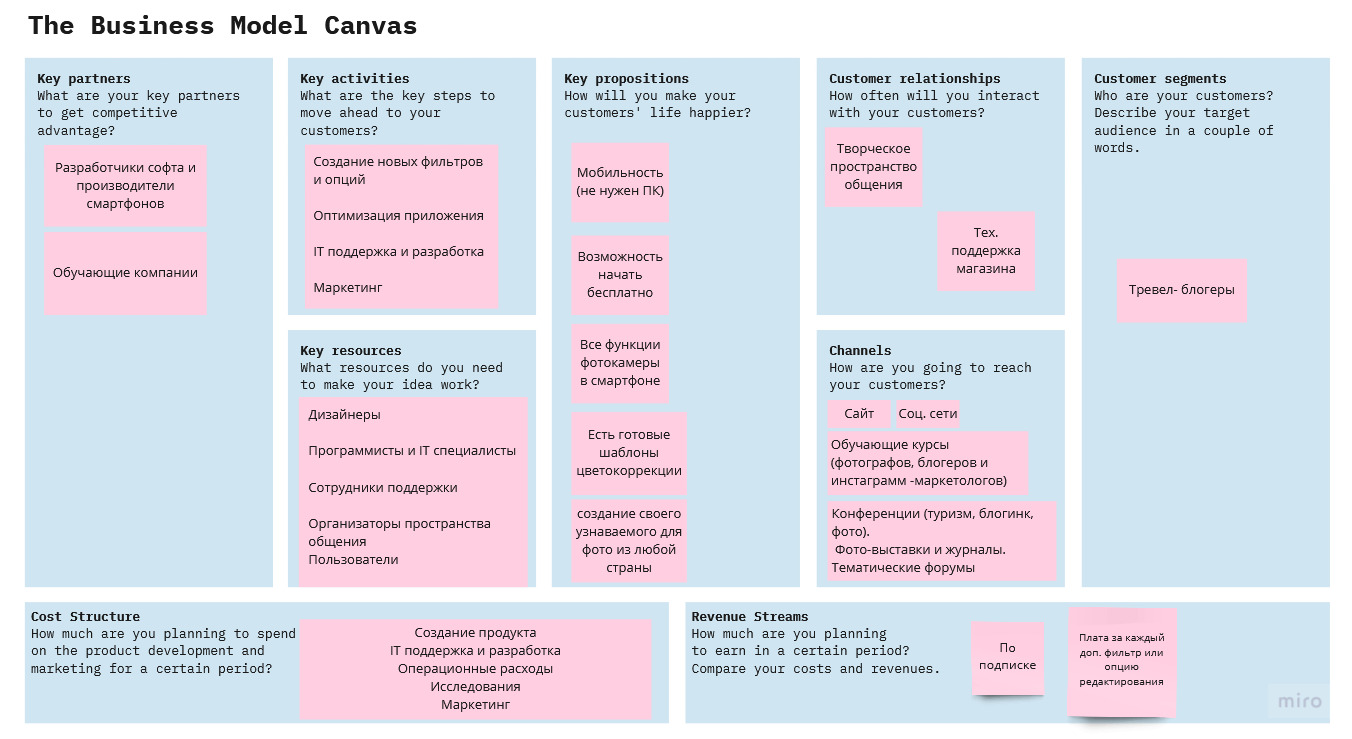 The Business Model Canvas
Key partners
What are your key partners
to get competitive
advantage?
Разработчики софта и
производители
смартфонов
Обучающие компании
Key activities
What are the key steps to
move ahead to your
customers?
Создание новых фильтров
и опций
Оптимизация приложения
IT поддержка и разработка
Маркетинг
Key resources
What resources do you need
to make your idea work?
Дизайнеры
Программисты и IT специалисты
Сотрудники поддержки
Организаторы пространства
общения
Пользователи
Key propositions
How will you make your
customers' life happier?
Мобильность
(не нужен ПК)
Возможность
начать
бесплатно
Все функции
фотокамеры
в смартфоне
Есть готовые
шаблоны
цветокоррекции
создание своего
узнаваемого для
фото из любой
страны
Customer relationships
How often will you interact
with your customers?
Творческое
пространство
общения
Тех.
поддержка
магазина
Channels
How are you going to reach
your customers?
Сайт
Соц. сети
Обучающие курсы
(фотографов, блогеров и
инстаграмм -маркетологов)
Конференции (туризм, блогинк,
фото).
Фото-выставки и журналы.
Тематические форумы
Customer segments
Who are your customers?
Describe your target
audience in a couple of
words.
Тревел- блогеры
Cost Structure
How much are you planning to spend
on the product development and
marketing for a certain period?
Создание продукта
IT поддержка и разработка
Операционные расходы
Исследования
Маркетинг
Revenue Streams
How much are you planning
to earn in a certain period?
Compare your costs and revenues.
По
подписке
Плата за каждый
доп. фильтр или
опцию
редактирования
miro